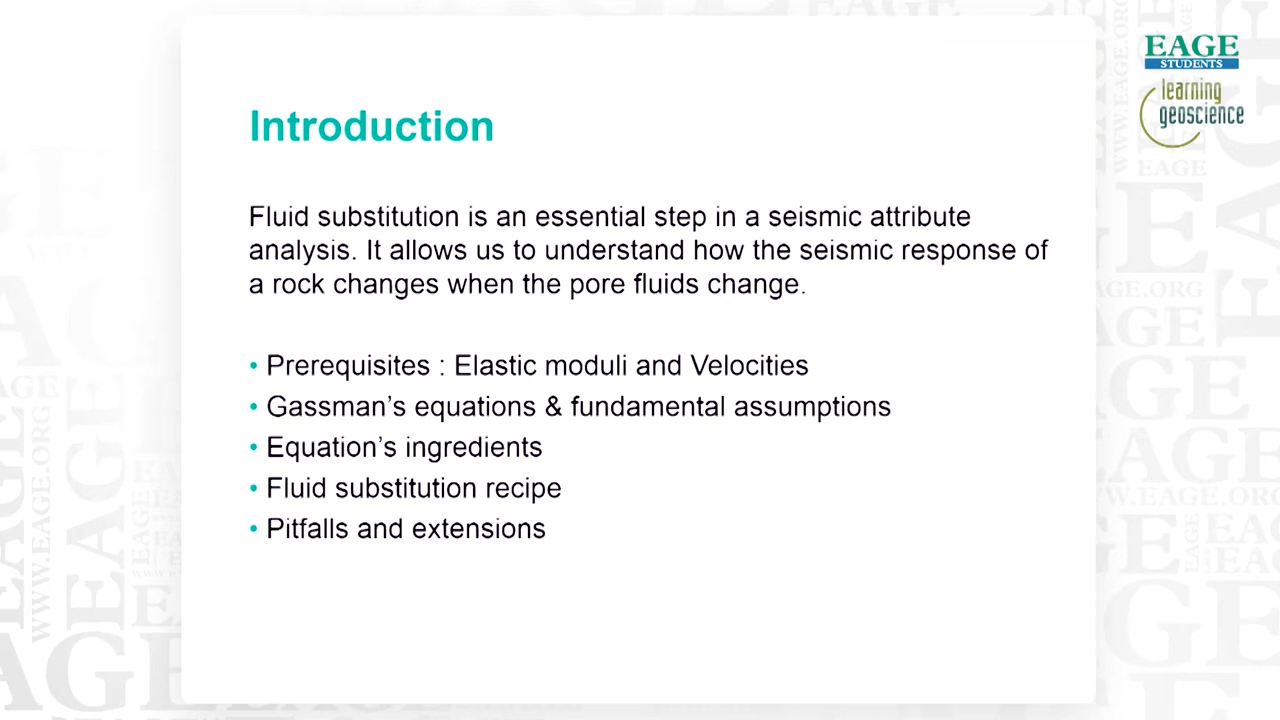 EAGE
STUDENTS
learning
geoscience
Introduction
Fluid substitution is an essential step in a seismic attribute
analysis. It allows us to understand how the seismic response of
a rock changes when the pore fluids change.
• Prerequisites : Elastic moduli and Velocities
• Gassman’s equations & fundamental assumptions
• Equation’s ingredients
• Fluid substitution recipe
• Pitfalls and extensions